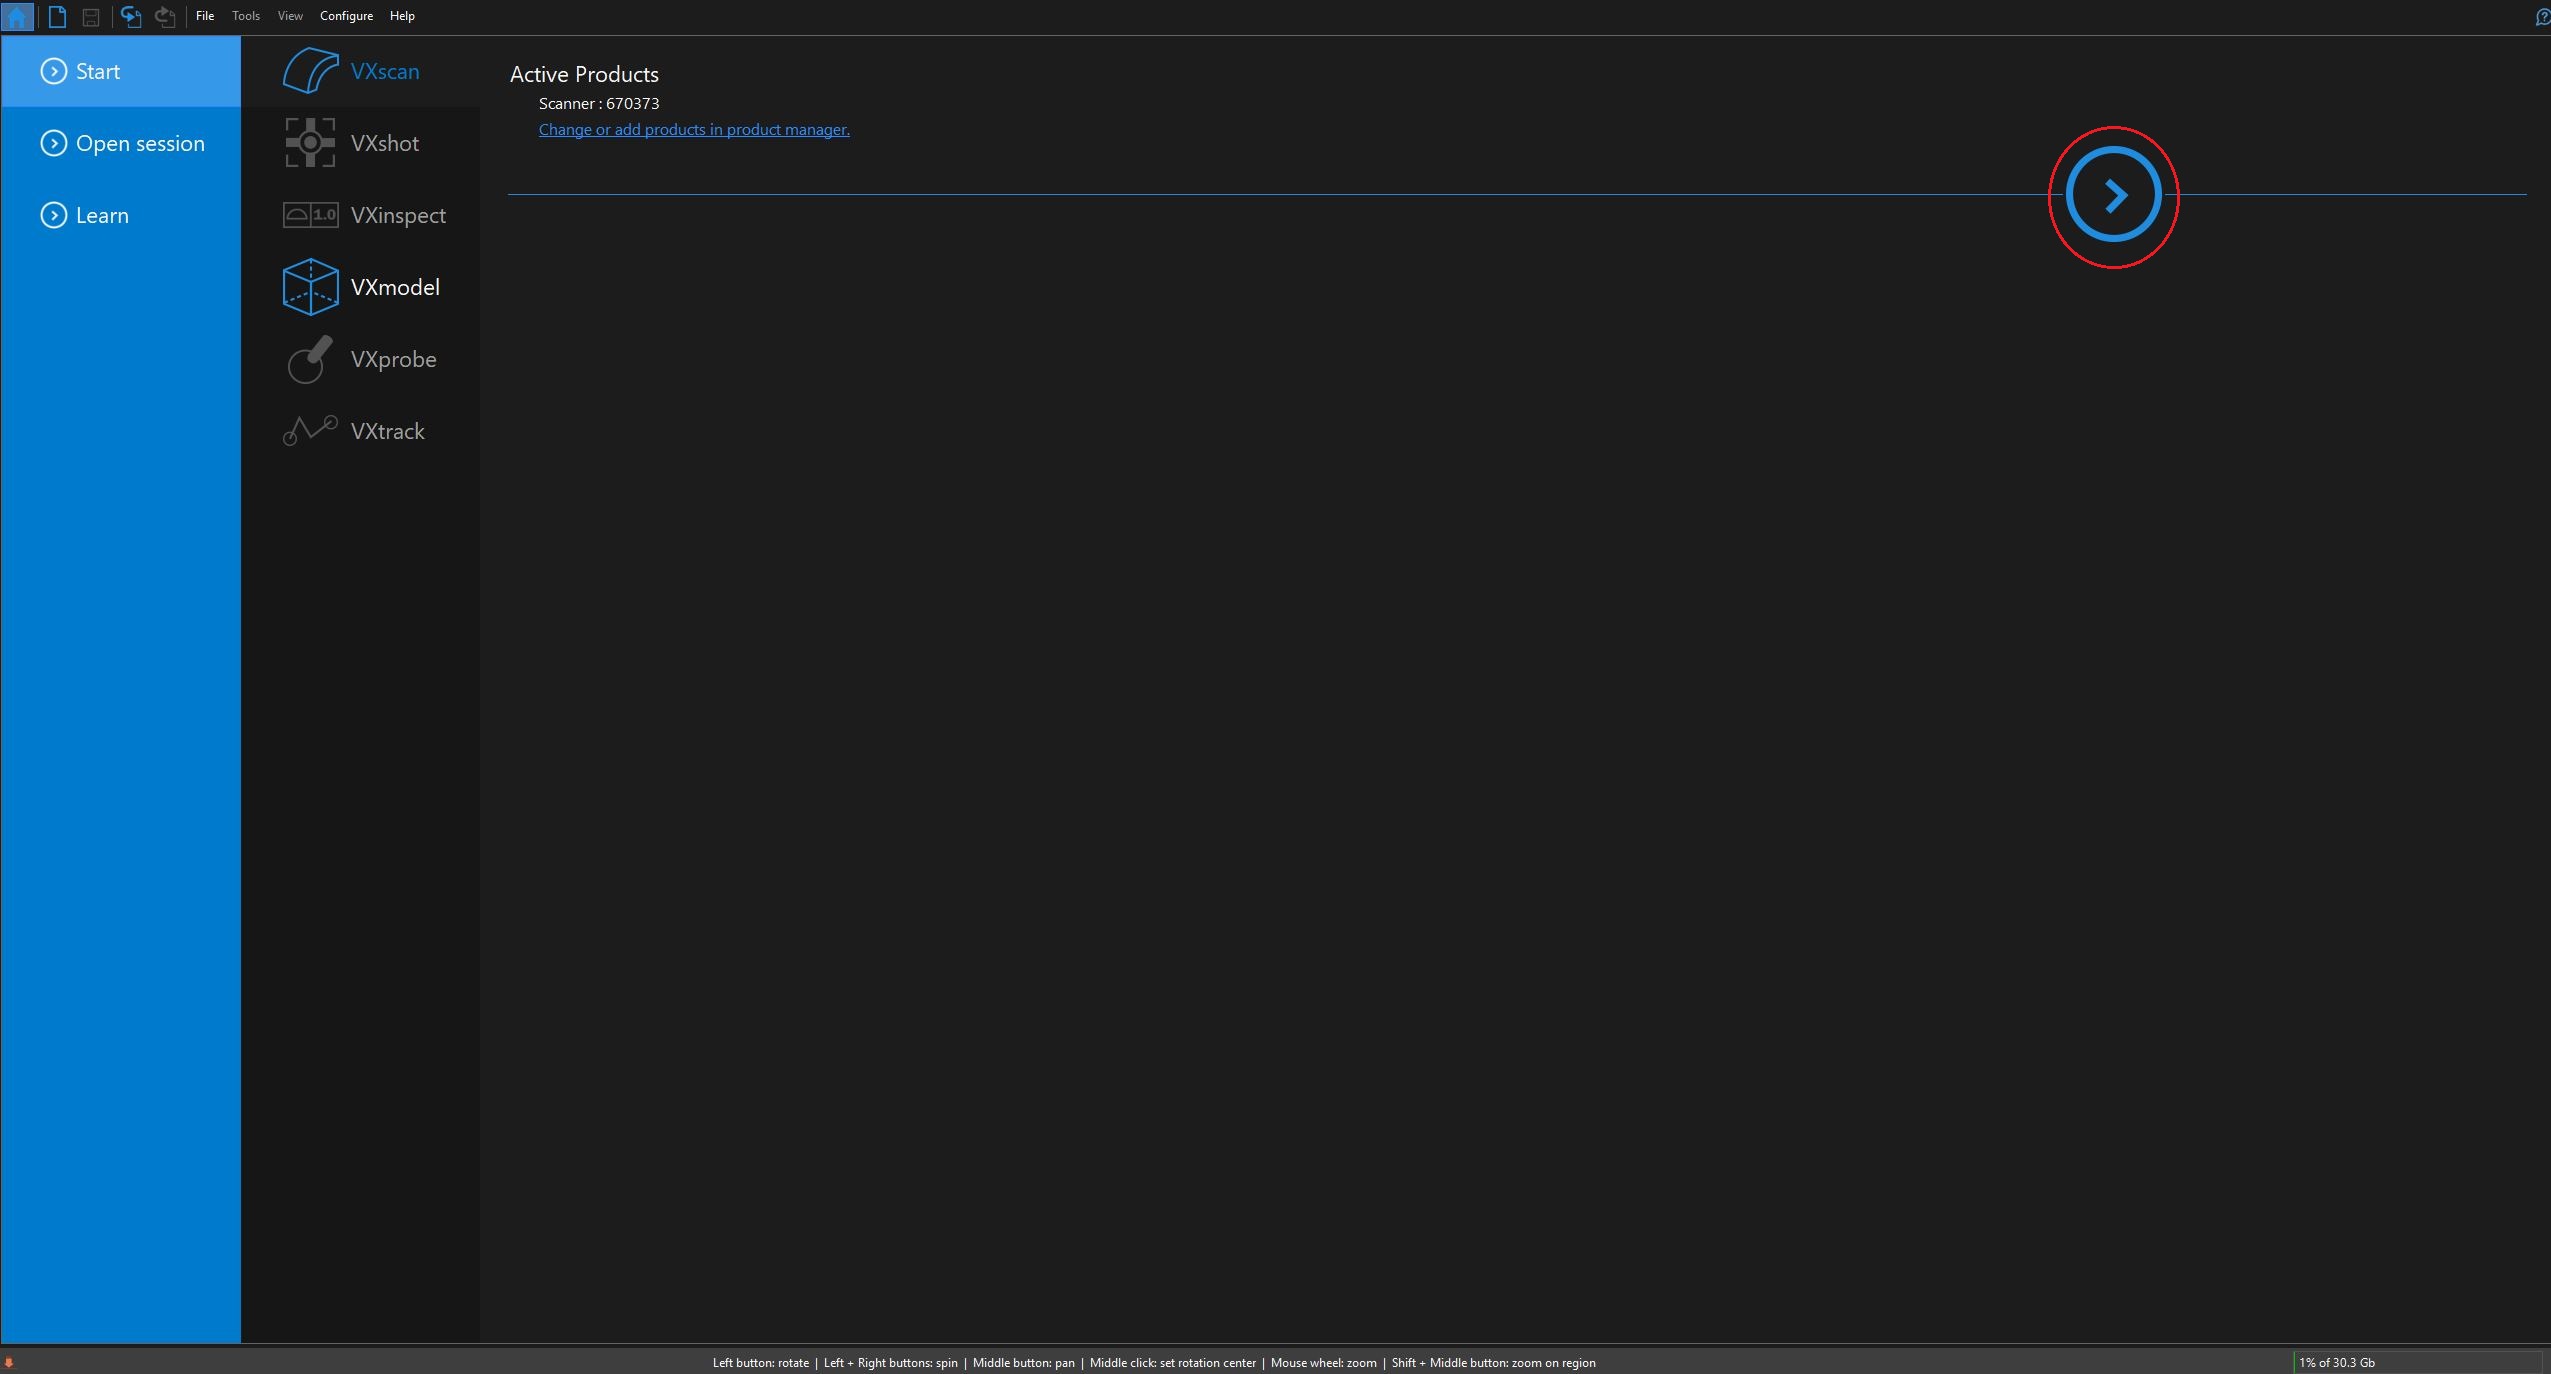 File Tools View Configure Help
Start
Open session
Learn
VXscan
VXshot
1.0 VXinspect
VXmodel
VXprobe
VXtrack
Active Products
Scanner : 670373
Change or add products in product manager.
Left button: rotate | Left + Right buttons: spin | Middle button: pan | Middle click: set rotation center | Mouse wheel: zoom | Shift + Middle button: zoom on region
1% of 30.3 Gb